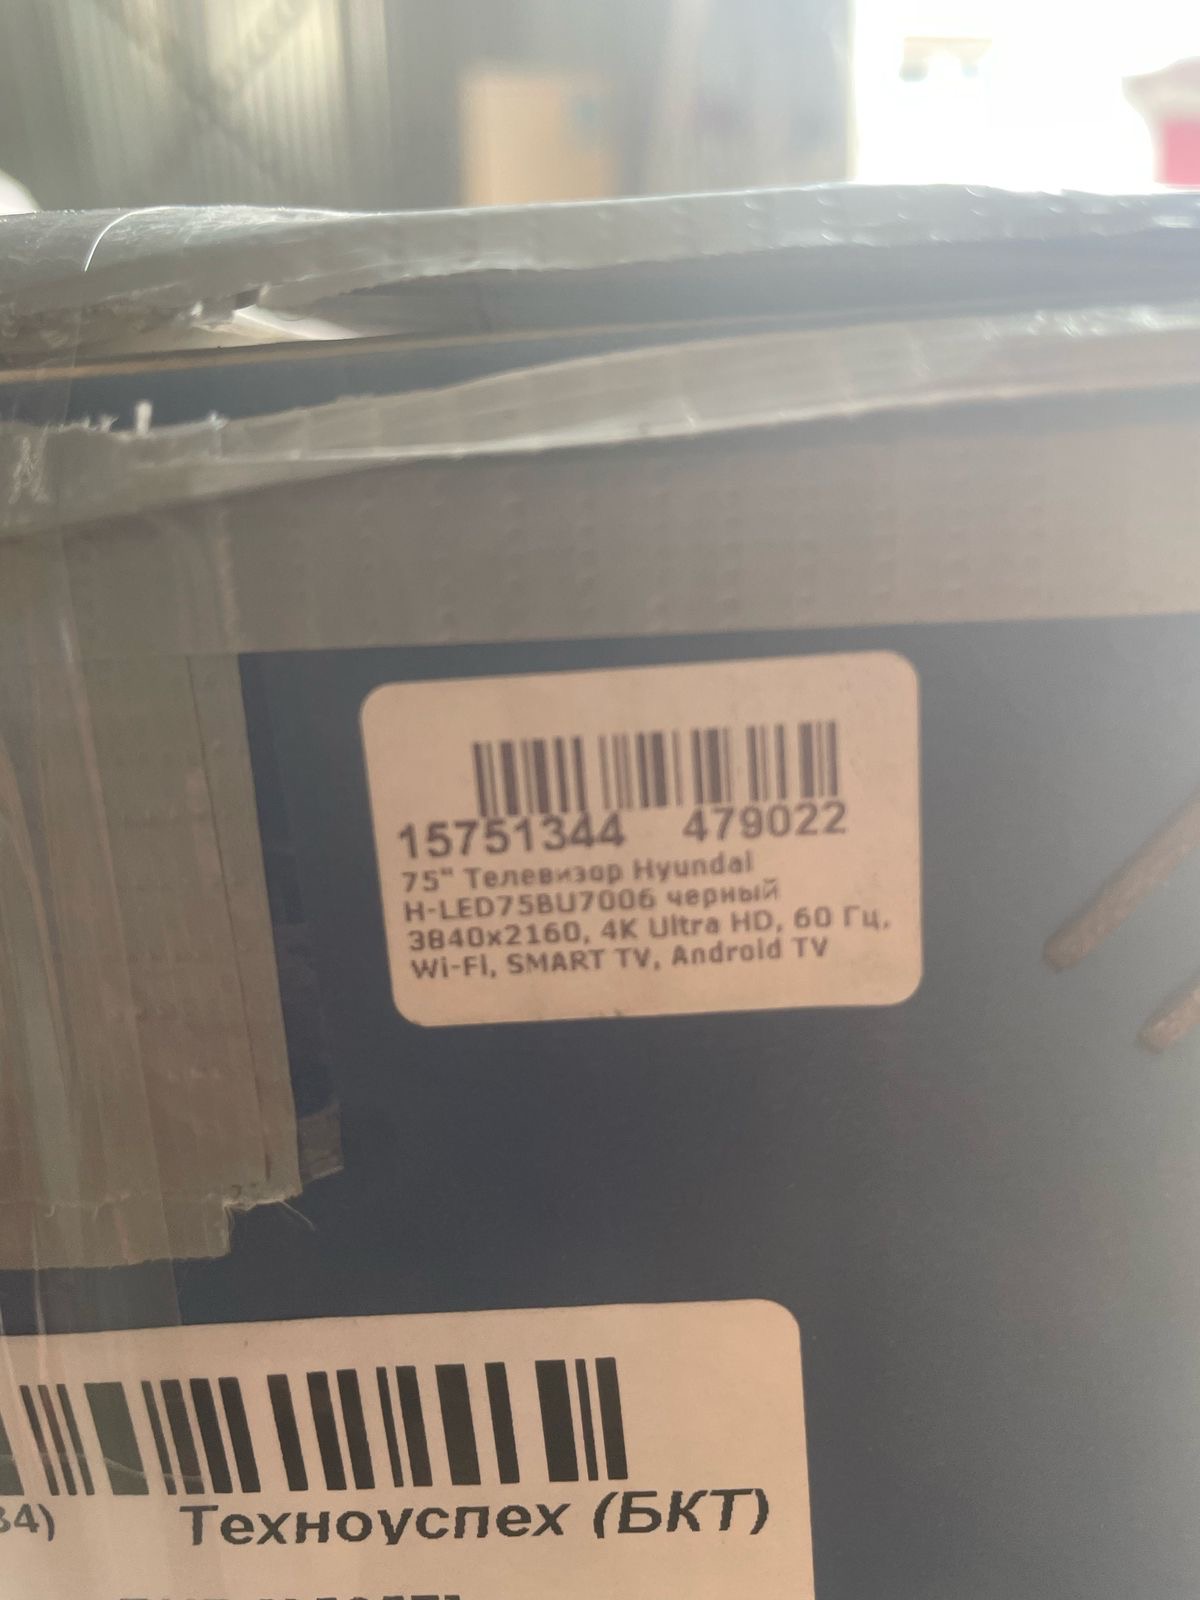 15751344 479022
75" Телевизор Hyundai
H-LED75BU7006 черный
3840x2160, 4K Ultra HD, 60 Гц,
Wi-Fi, SMART TV, Android TV
34) Техноуспех (БКТ)